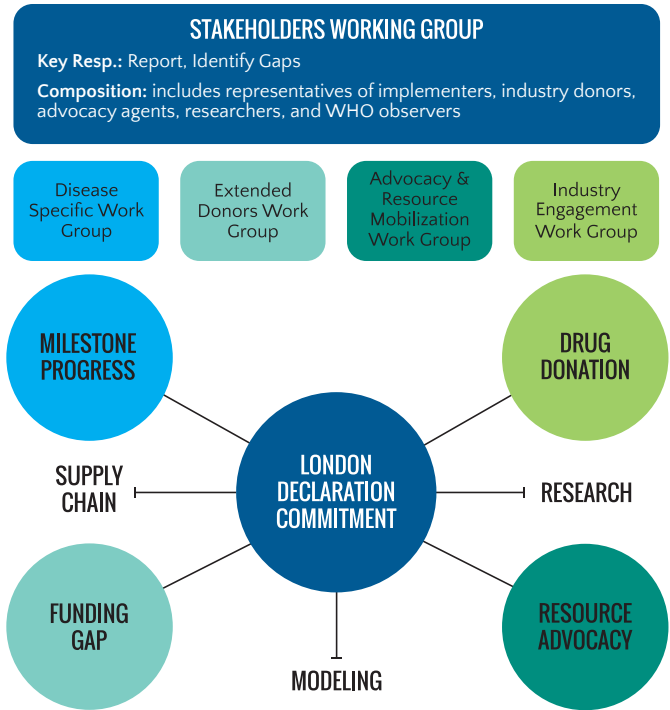 STAKEHOLDERS WORKING GROUP
Key Resp.: Report, Identify Gaps
Composition: includes representatives of implementers, industry donors,
advocacy agents, researchers, and WHO observers
Disease
Specific Work
Group
Extended
Donors Work
Group
Advocacy &
Resource
Mobilization
Work Group
Industry
Engagement
Work Group
MILESTONE
PROGRESS
DRUG
DONATION
LONDON
DECLARATION
COMMITMENT
SUPPLY
CHAIN
RESEARCH
FUNDING
GAP
RESOURCE
ADVOCACY
MODELING